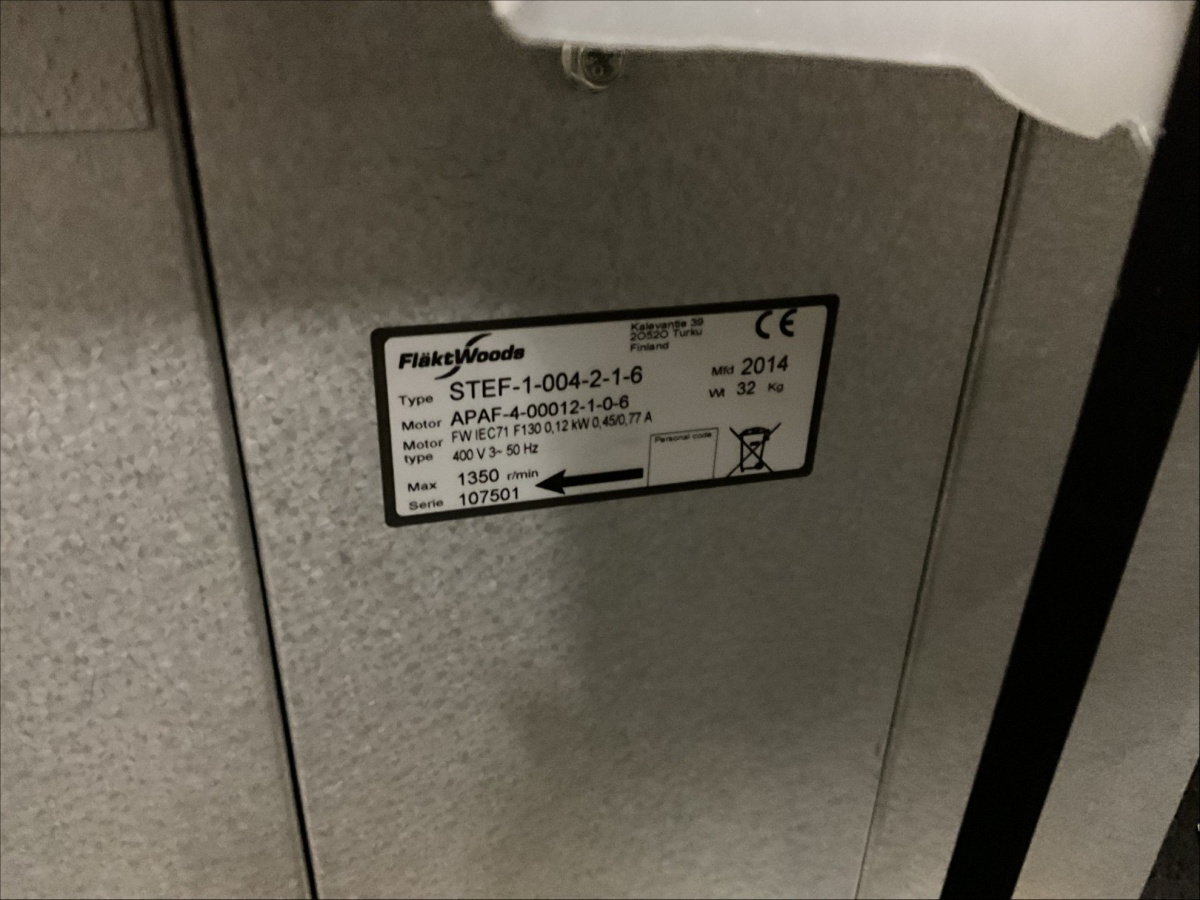 FläktWoods
Kalevantie 39
20520 Turku
Finland
CE
Type STEF-1-004-2-1-6
Mfd 2014
Wt 32 Kg
Motor APAF-4-00012-1-0-6
Motor type FW IEC71 F130 0,12 kW 0,45/0,77 A
400 V 3~ 50 Hz
Personal code
Max 1350 r/min
Serie 107501